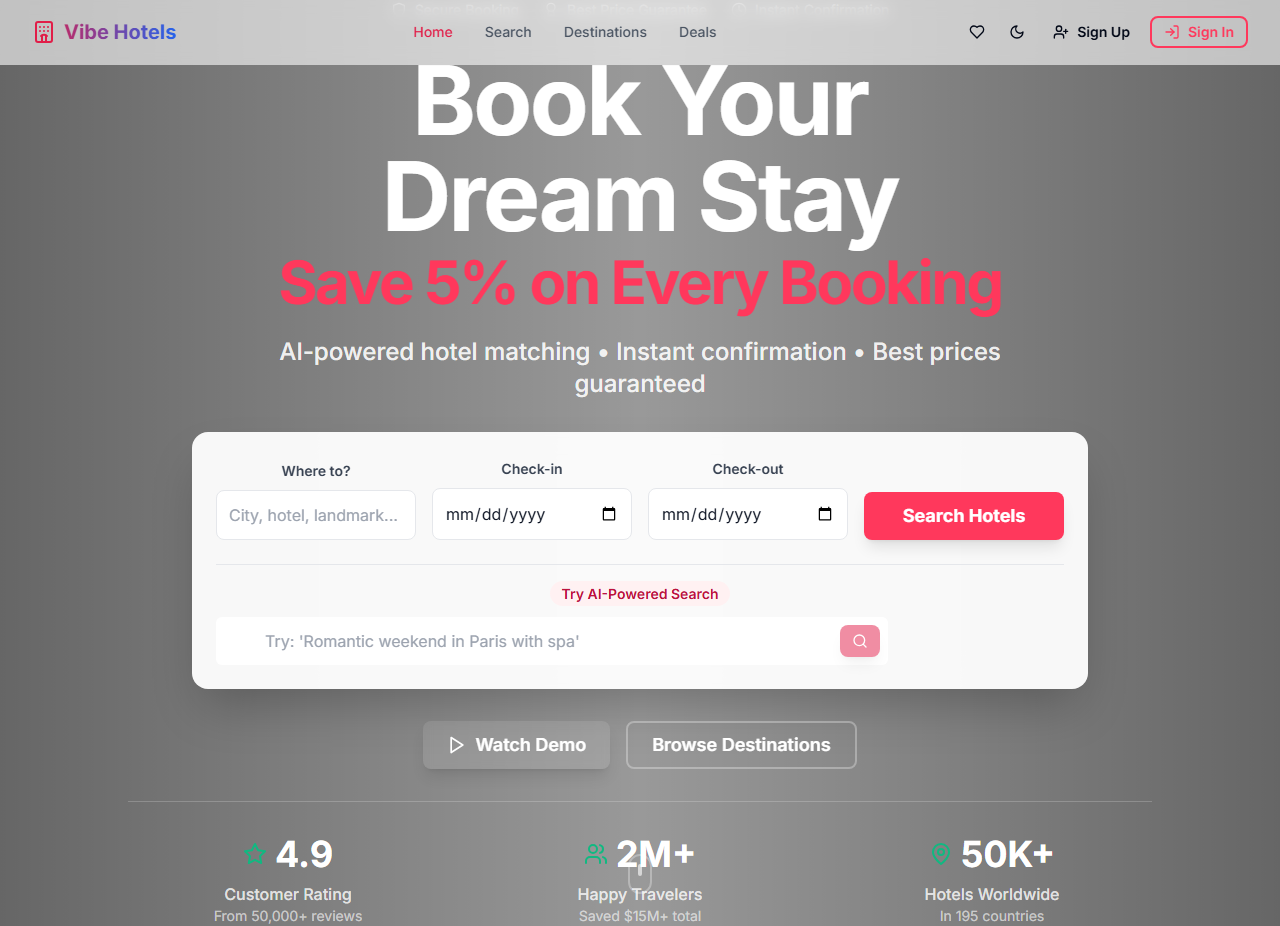 Vibe Hotels
Home
Search
Destinations
Deals
Sign Up
Sign In
Book Your
Dream Stay
Save 5% on Every Booking
AI-powered hotel matching • Instant confirmation • Best prices
guaranteed
Where to?
Check-in
Check-out
City, hotel, landmark...
mm/dd/yyyy
mm/dd/yyyy
Search Hotels
Try AI-Powered Search
Try: 'Romantic weekend in Paris with spa'
Watch Demo
Browse Destinations
4.9
2M+
50K+
Customer Rating
Happy Travelers
Hotels Worldwide
From 50,000+ reviews
Saved $15M+ total
In 195 countries